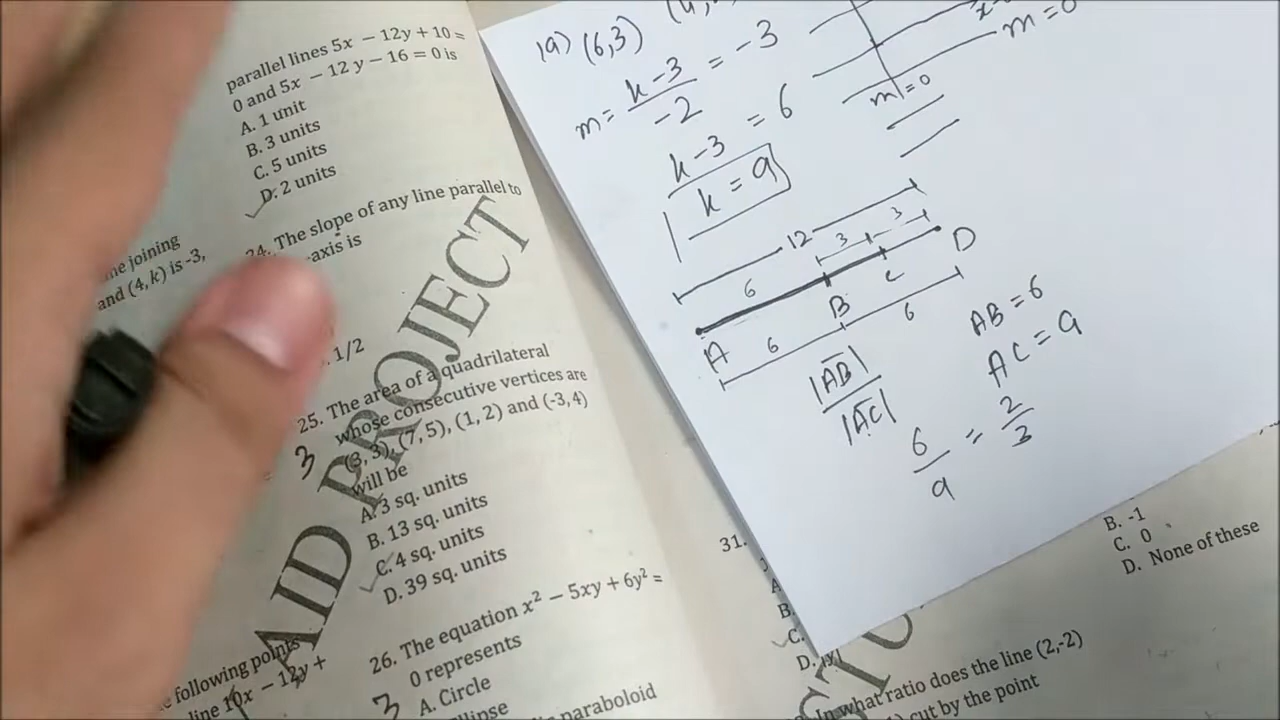 parallel lines 5x − 12y + 10 =
0 and 5x − 12 y − 16 = 0 is
A. 1 unit
B. 3 units
C. 5 units
D. 2 units
joining
and (4, k) is -3,
24. The slope of any line parallel to
-axis is
1/2
25. The area of a quadrilateral
whose consecutive vertices are
3 (3, 3), (7, 5), (1, 2) and (-3, 4)
will be
A. 3 sq. units
B. 13 sq. units
C. 4 sq. units
D. 39 sq. units
26. The equation x² − 5xy + 6y² =
3 0 represents
A. Circle
following points
line 10x − 12y +
AID PROJECT
19) (6,3)
m = k-3/-2 = -3
k-3 = 6
k = 9
m=0
m=0
12
3
3
6
A
B
C
D
6
6
|AB|/|AC|
AB = 6
AC = 9
6/9 = 2/3
31.
A
B.
C.
D.
B. -1
C. 0
D. None of these
In what ratio does the line (2,-2)
cut by the point